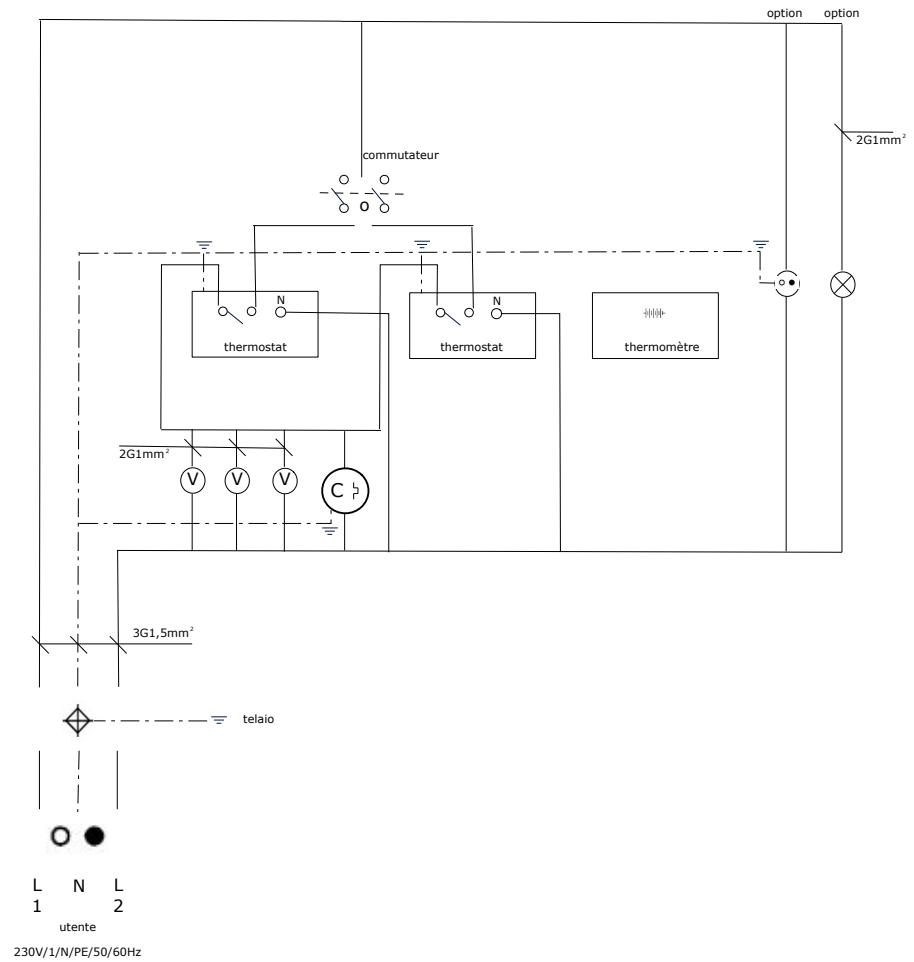 option option
2G1mm²
commutateur
o
N
N
thermostat
thermostat
thermomètre
2G1mm²
V V V C
3G1,5mm²
telaio
L N L
1 2
utente
230V/1/N/PE/50/60Hz